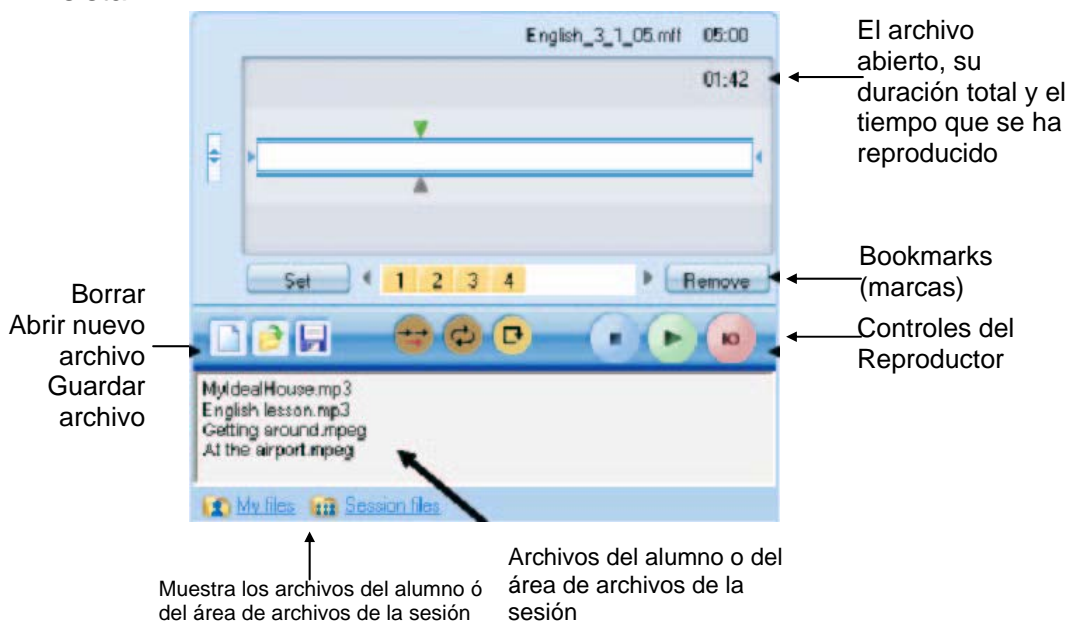 English_3_1_05.mff 05:00
01:42
El archivo
abierto, su
duración total y el
tiempo que se ha
reproducido
Set 1 2 3 4 Remove
Bookmarks
(marcas)
Borrar
Abrir nuevo
archivo
Guardar
archivo
Controles del
Reproductor
MyIdealHouse.mp3
English lesson.mp3
Getting around.mpeg
At the airport.mpeg
My files Session files
Muestra los archivos del alumno ó
del área de archivos de la sesión
Archivos del alumno o del
área de archivos de la
sesión